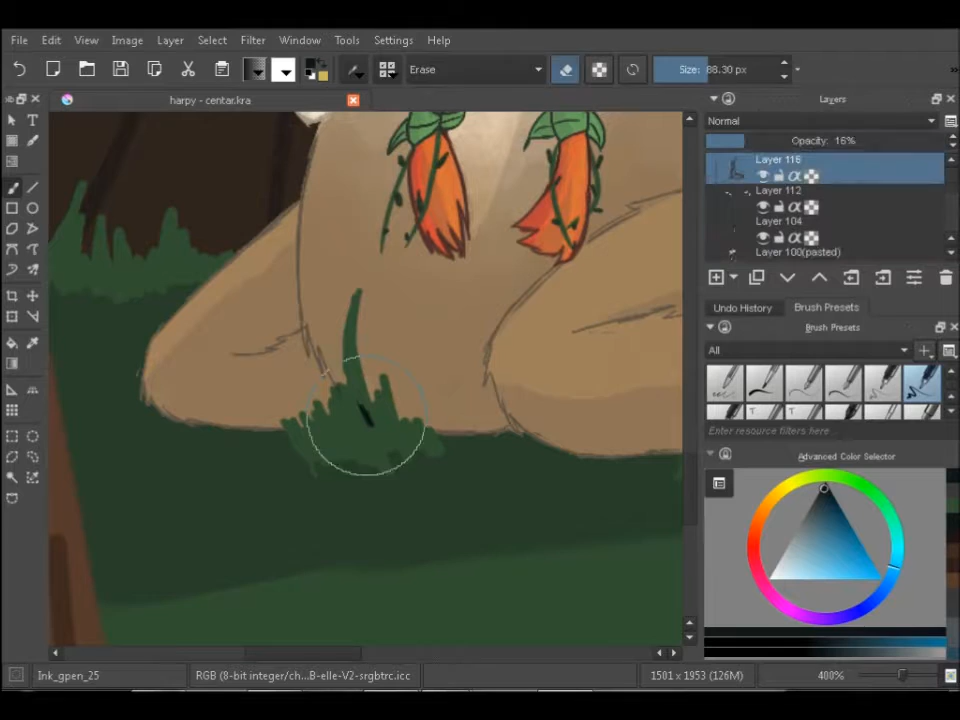 File Edit View Image Layer Select Filter Window Tools Settings Help
Erase
Size: 88.30 px
harpy - centar.kra
Layers
Normal
Opacity: 16%
Layer 116
Layer 112
Layer 104
Layer 100(pasted)
Undo History Brush Presets
Brush Presets
All
Enter resource filters here...
Advanced Color Selector
Ink_gpen_25 RGB (8-bit integer/ch...B-elle-V2-srgbtrc.icc 1501 x 1953 (126M) 400%